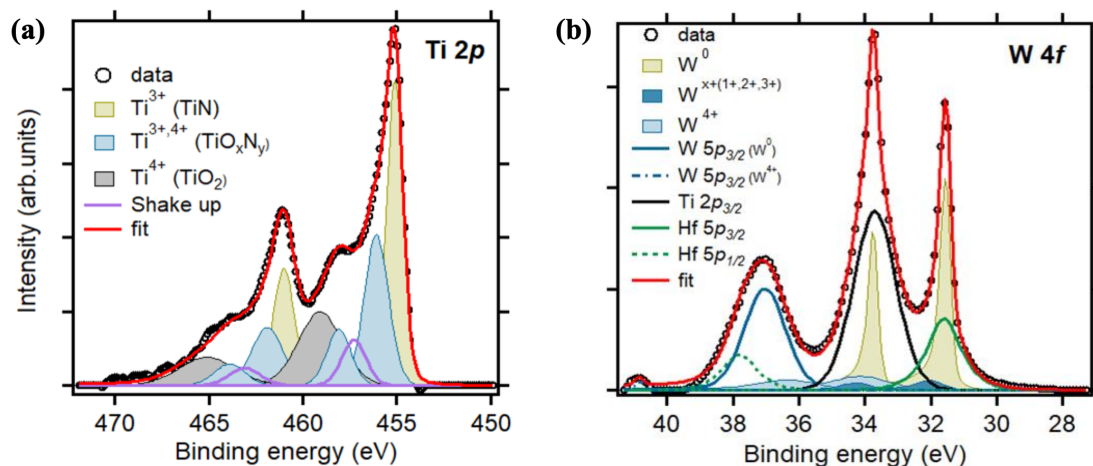 (a)
Ti 2p
data
Ti³⁺ (TiN)
Ti³⁺,⁴⁺ (TiOₓNᵧ)
Ti⁴⁺ (TiO₂)
Shake up
fit
Intensity (arb.units)
470
465
460
455
450
Binding energy (eV)
(b)
W 4f
data
W⁰
Wˣ⁺⁽¹⁺,²⁺,³⁺⁾
W⁴⁺
W 5p₃/₂ (W⁰)
W 5p₃/₂ (W⁴⁺)
Ti 2p₃/₂
Hf 5p₃/₂
Hf 5p₁/₂
fit
40
38
36
34
32
30
28
Binding energy (eV)